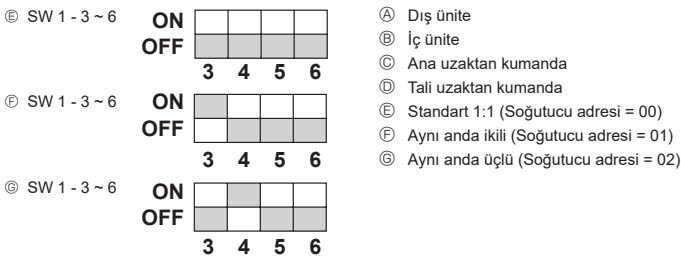 Ⓔ SW 1 - 3 ~ 6
ON
OFF
3 4 5 6
Ⓕ SW 1 - 3 ~ 6
ON
OFF
3 4 5 6
Ⓖ SW 1 - 3 ~ 6
ON
OFF
3 4 5 6
Ⓐ Dış ünite
Ⓑ İç ünite
Ⓒ Ana uzaktan kumanda
Ⓓ Tali uzaktan kumanda
Ⓔ Standart 1:1 (Soğutucu adresi = 00)
Ⓕ Aynı anda ikili (Soğutucu adresi = 01)
Ⓖ Aynı anda üçlü (Soğutucu adresi = 02)